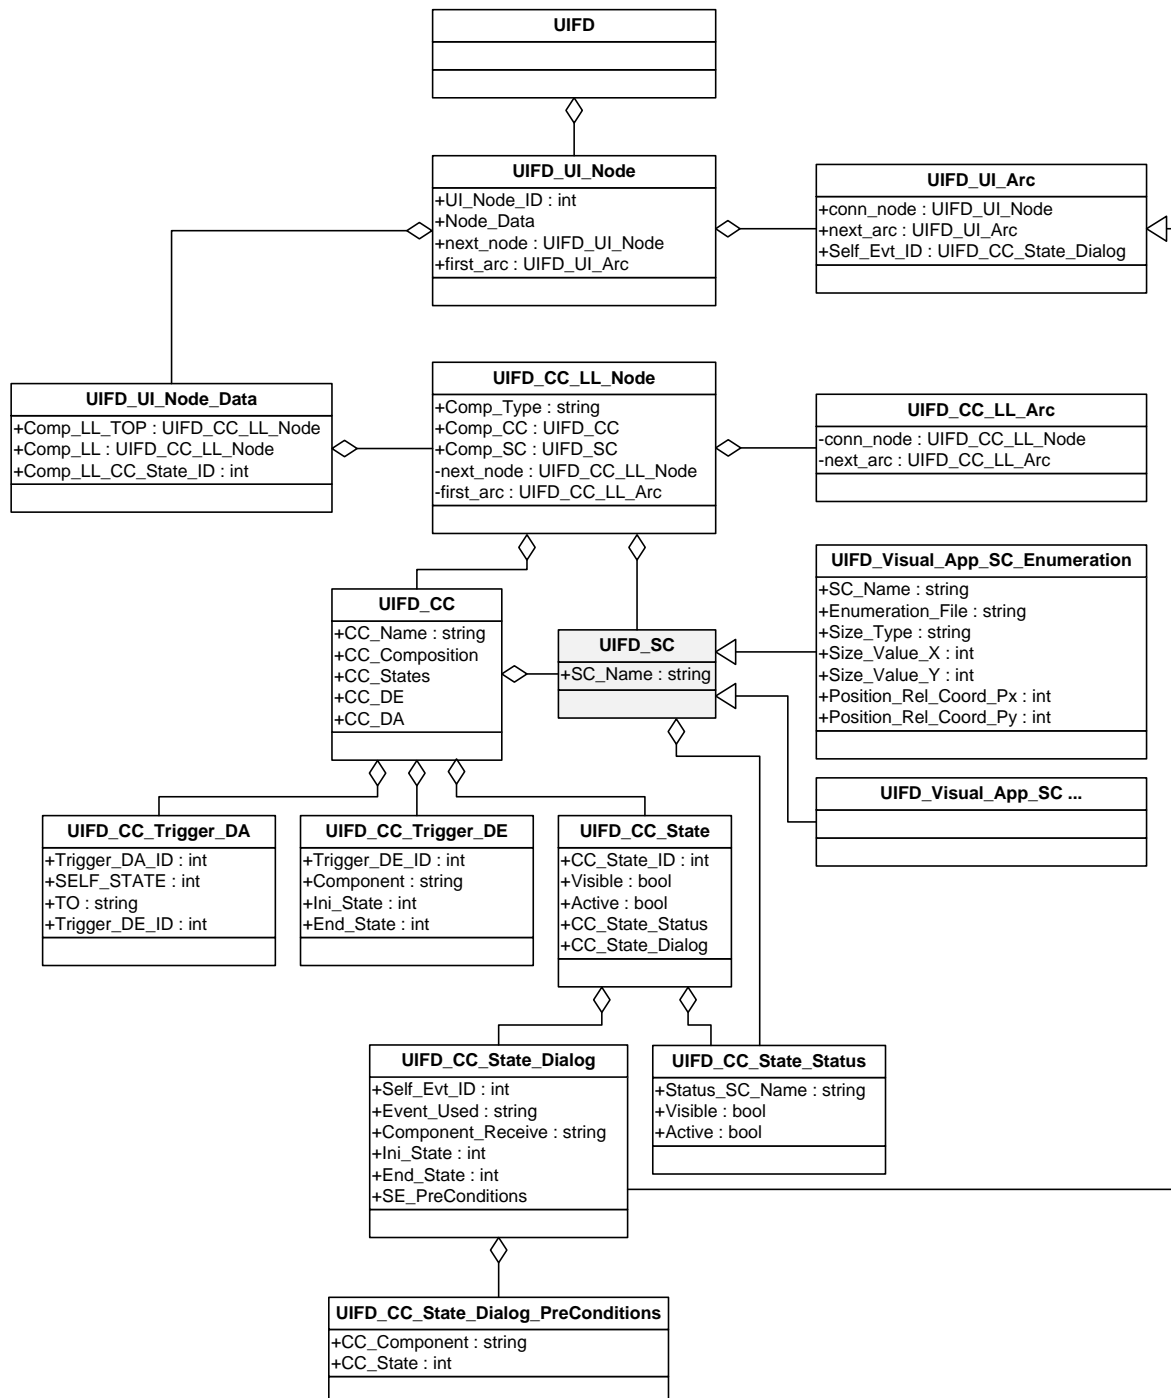 UIFD
UIFD_UI_Node
+UI_Node_ID : int
+Node_Data
+next_node : UIFD_UI_Node
+first_arc : UIFD_UI_Arc
UIFD_UI_Arc
+conn_node : UIFD_UI_Node
+next_arc : UIFD_UI_Arc
+Self_Evt_ID : UIFD_CC_State_Dialog
UIFD_UI_Node_Data
+Comp_LL_TOP : UIFD_CC_LL_Node
+Comp_LL : UIFD_CC_LL_Node
+Comp_LL_CC_State_ID : int
UIFD_CC_LL_Node
+Comp_Type : string
+Comp_CC : UIFD_CC
+Comp_SC : UIFD_SC
-next_node : UIFD_CC_LL_Node
-first_arc : UIFD_CC_LL_Arc
UIFD_CC_LL_Arc
-conn_node : UIFD_CC_LL_Node
-next_arc : UIFD_CC_LL_Arc
UIFD_CC
+CC_Name : string
+CC_Composition
+CC_States
+CC_DE
+CC_DA
UIFD_SC
+SC_Name : string
UIFD_Visual_App_SC_Enumeration
+SC_Name : string
+Enumeration_File : string
+Size_Type : string
+Size_Value_X : int
+Size_Value_Y : int
+Position_Rel_Coord_Px : int
+Position_Rel_Coord_Py : int
UIFD_Visual_App_SC ...
UIFD_CC_Trigger_DA
+Trigger_DA_ID : int
+SELF_STATE : int
+TO : string
+Trigger_DE_ID : int
UIFD_CC_Trigger_DE
+Trigger_DE_ID : int
+Component : string
+Ini_State : int
+End_State : int
UIFD_CC_State
+CC_State_ID : int
+Visible : bool
+Active : bool
+CC_State_Status
+CC_State_Dialog
UIFD_CC_State_Dialog
+Self_Evt_ID : int
+Event_Used : string
+Component_Receive : string
+Ini_State : int
+End_State : int
+SE_PreConditions
UIFD_CC_State_Status
+Status_SC_Name : string
+Visible : bool
+Active : bool
UIFD_CC_State_Dialog_PreConditions
+CC_Component : string
+CC_State : int